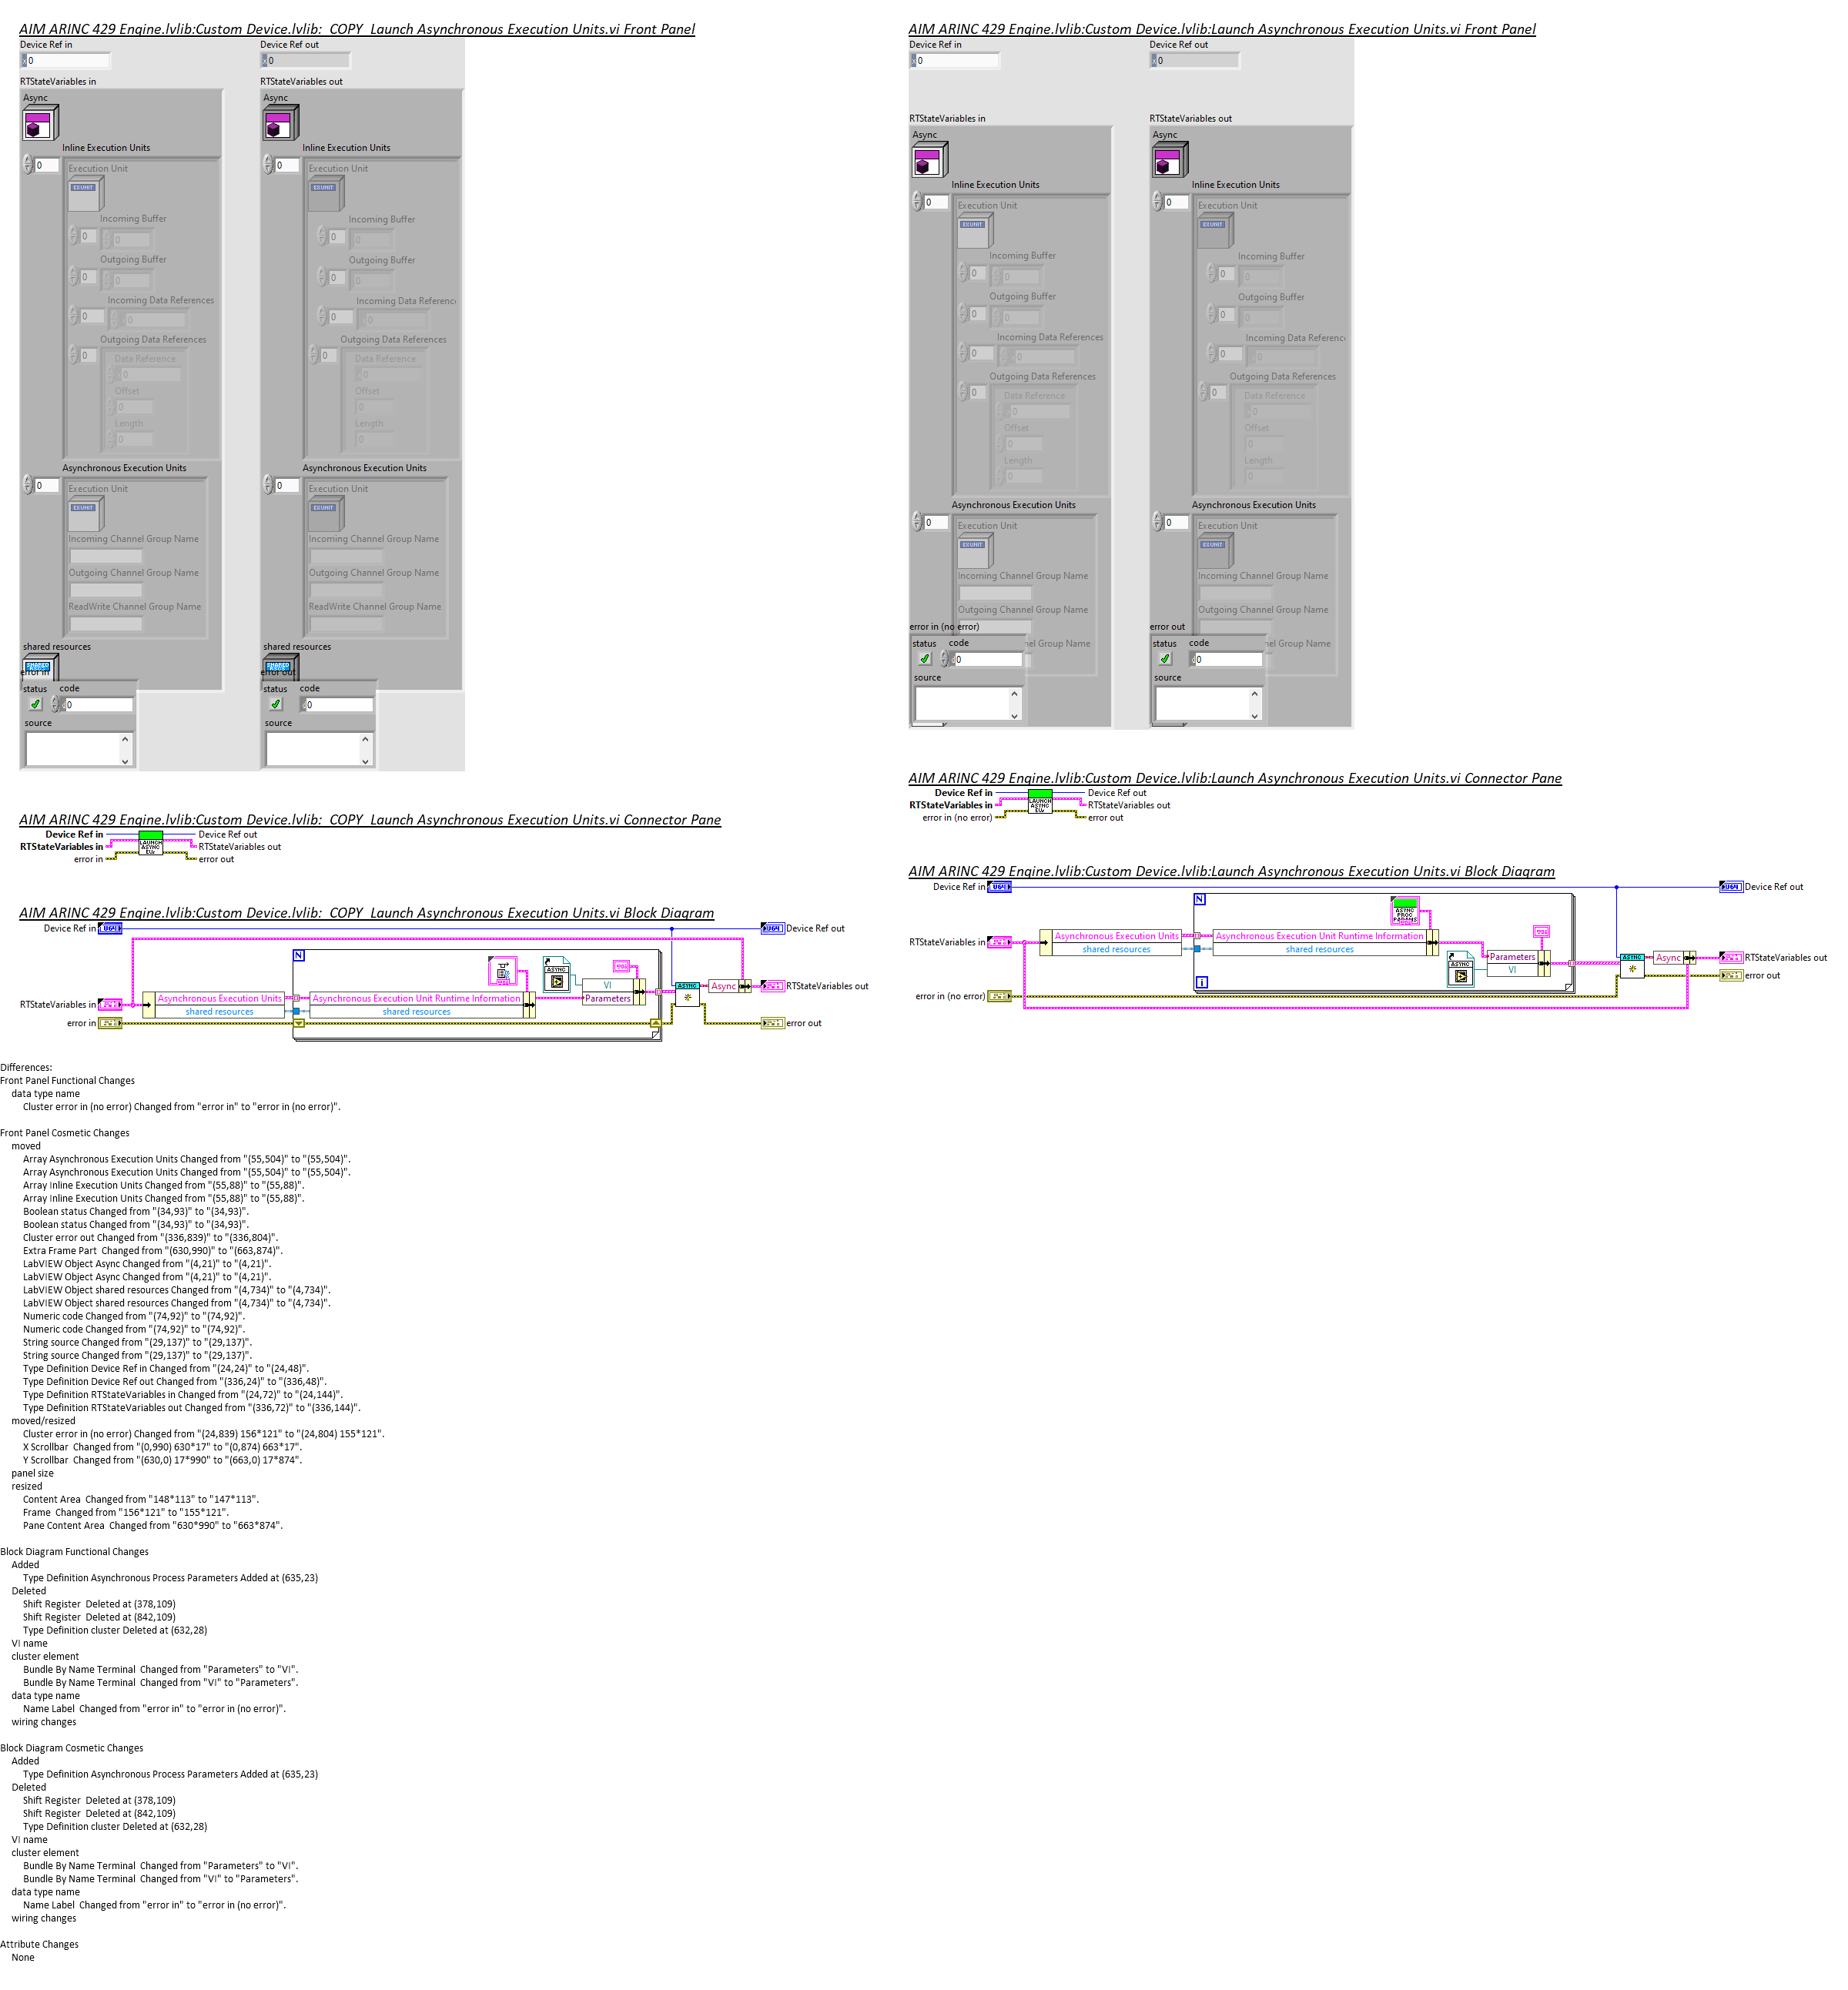 AIM ARINC 429 Engine.lvlib:Custom Device.lvlib:  COPY  Launch Asynchronous Execution Units.vi Front Panel
Device Ref in
Device Ref out
0
0
RTStateVariables in
RTStateVariables out
Async
Async
Inline Execution Units
Inline Execution Units
0
0
Execution Unit
Execution Unit
EX UNIT
EX UNIT
Incoming Buffer
Incoming Buffer
0
0
0
0
Outgoing Buffer
Outgoing Buffer
0
0
0
0
Incoming Data References
Incoming Data Referenc
0
0
0
0
Outgoing Data References
Outgoing Data References
0
0
Data Reference
Data Reference
0
0
Offset
Offset
0
0
Length
Length
0
0
Asynchronous Execution Units
Asynchronous Execution Units
0
0
Execution Unit
Execution Unit
EX UNIT
EX UNIT
Incoming Channel Group Name
Incoming Channel Group Name
Outgoing Channel Group Name
Outgoing Channel Group Name
ReadWrite Channel Group Name
ReadWrite Channel Group Name
shared resources
shared resources
error in
error out
status
code
status
code
0
0
source
source
AIM ARINC 429 Engine.lvlib:Custom Device.lvlib:  COPY  Launch Asynchronous Execution Units.vi Connector Pane
Device Ref in
Device Ref out
RTStateVariables in
RTStateVariables out
LAUNCH
ASYNC
EUs
error in
error out
AIM ARINC 429 Engine.lvlib:Custom Device.lvlib:  COPY  Launch Asynchronous Execution Units.vi Block Diagram
Device Ref in
U64
U64
Device Ref out
N
ASYNC
VI
Parameters
ASYNC
Async
RTStateVariables out
RTStateVariables in
Asynchronous Execution Units
Asynchronous Execution Unit Runtime Information
shared resources
shared resources
error in
error out
AIM ARINC 429 Engine.lvlib:Custom Device.lvlib:Launch Asynchronous Execution Units.vi Front Panel
Device Ref in
Device Ref out
0
0
RTStateVariables in
RTStateVariables out
Async
Async
Inline Execution Units
Inline Execution Units
0
0
Execution Unit
Execution Unit
EX UNIT
EX UNIT
Incoming Buffer
Incoming Buffer
0
0
0
0
Outgoing Buffer
Outgoing Buffer
0
0
0
0
Incoming Data References
Incoming Data Referenc
0
0
0
0
Outgoing Data References
Outgoing Data References
0
0
Data Reference
Data Reference
0
0
Offset
Offset
0
0
Length
Length
0
0
Asynchronous Execution Units
Asynchronous Execution Units
0
0
Execution Unit
Execution Unit
EX UNIT
EX UNIT
Incoming Channel Group Name
Incoming Channel Group Name
Outgoing Channel Group Name
Outgoing Channel Group Name
error in (no error)
error out
status
code
nel Group Name
status
code
nel Group Name
0
0
source
source
AIM ARINC 429 Engine.lvlib:Custom Device.lvlib:Launch Asynchronous Execution Units.vi Connector Pane
Device Ref in
Device Ref out
RTStateVariables in
RTStateVariables out
LAUNCH
ASYNC
EUs
error in (no error)
error out
AIM ARINC 429 Engine.lvlib:Custom Device.lvlib:Launch Asynchronous Execution Units.vi Block Diagram
Device Ref in
U64
U64
Device Ref out
N
ASYNC
PROC
PARAMS
RTStateVariables in
Asynchronous Execution Units
Asynchronous Execution Unit Runtime Information
shared resources
shared resources
ASYNC
Parameters
VI
ASYNC
Async
RTStateVariables out
error out
i
error in (no error)
Differences:
Front Panel Functional Changes
data type name
Cluster error in (no error) Changed from "error in" to "error in (no error)".
Front Panel Cosmetic Changes
moved
Array Asynchronous Execution Units Changed from "(55,504)" to "(55,504)".
Array Asynchronous Execution Units Changed from "(55,504)" to "(55,504)".
Array Inline Execution Units Changed from "(55,88)" to "(55,88)".
Array Inline Execution Units Changed from "(55,88)" to "(55,88)".
Boolean status Changed from "(34,93)" to "(34,93)".
Boolean status Changed from "(34,93)" to "(34,93)".
Cluster error out Changed from "(336,839)" to "(336,804)".
Extra Frame Part  Changed from "(630,990)" to "(663,874)".
LabVIEW Object Async Changed from "(4,21)" to "(4,21)".
LabVIEW Object Async Changed from "(4,21)" to "(4,21)".
LabVIEW Object shared resources Changed from "(4,734)" to "(4,734)".
LabVIEW Object shared resources Changed from "(4,734)" to "(4,734)".
Numeric code Changed from "(74,92)" to "(74,92)".
Numeric code Changed from "(74,92)" to "(74,92)".
String source Changed from "(29,137)" to "(29,137)".
String source Changed from "(29,137)" to "(29,137)".
Type Definition Device Ref in Changed from "(24,24)" to "(24,48)".
Type Definition Device Ref out Changed from "(336,24)" to "(336,48)".
Type Definition RTStateVariables in Changed from "(24,72)" to "(24,144)".
Type Definition RTStateVariables out Changed from "(336,72)" to "(336,144)".
moved/resized
Cluster error in (no error) Changed from "(24,839) 156*121" to "(24,804) 155*121".
X Scrollbar  Changed from "(0,990) 630*17" to "(0,874) 663*17".
Y Scrollbar  Changed from "(630,0) 17*990" to "(663,0) 17*874".
panel size
resized
Content Area  Changed from "148*113" to "147*113".
Frame  Changed from "156*121" to "155*121".
Pane Content Area  Changed from "630*990" to "663*874".
Block Diagram Functional Changes
Added
Type Definition Asynchronous Process Parameters Added at (635,23)
Deleted
Shift Register  Deleted at (378,109)
Shift Register  Deleted at (842,109)
Type Definition cluster Deleted at (632,28)
VI name
cluster element
Bundle By Name Terminal  Changed from "Parameters" to "VI".
Bundle By Name Terminal  Changed from "VI" to "Parameters".
data type name
Name Label  Changed from "error in" to "error in (no error)".
wiring changes
Block Diagram Cosmetic Changes
Added
Type Definition Asynchronous Process Parameters Added at (635,23)
Deleted
Shift Register  Deleted at (378,109)
Shift Register  Deleted at (842,109)
Type Definition cluster Deleted at (632,28)
VI name
cluster element
Bundle By Name Terminal  Changed from "Parameters" to "VI".
Bundle By Name Terminal  Changed from "VI" to "Parameters".
data type name
Name Label  Changed from "error in" to "error in (no error)".
wiring changes
Attribute Changes
None